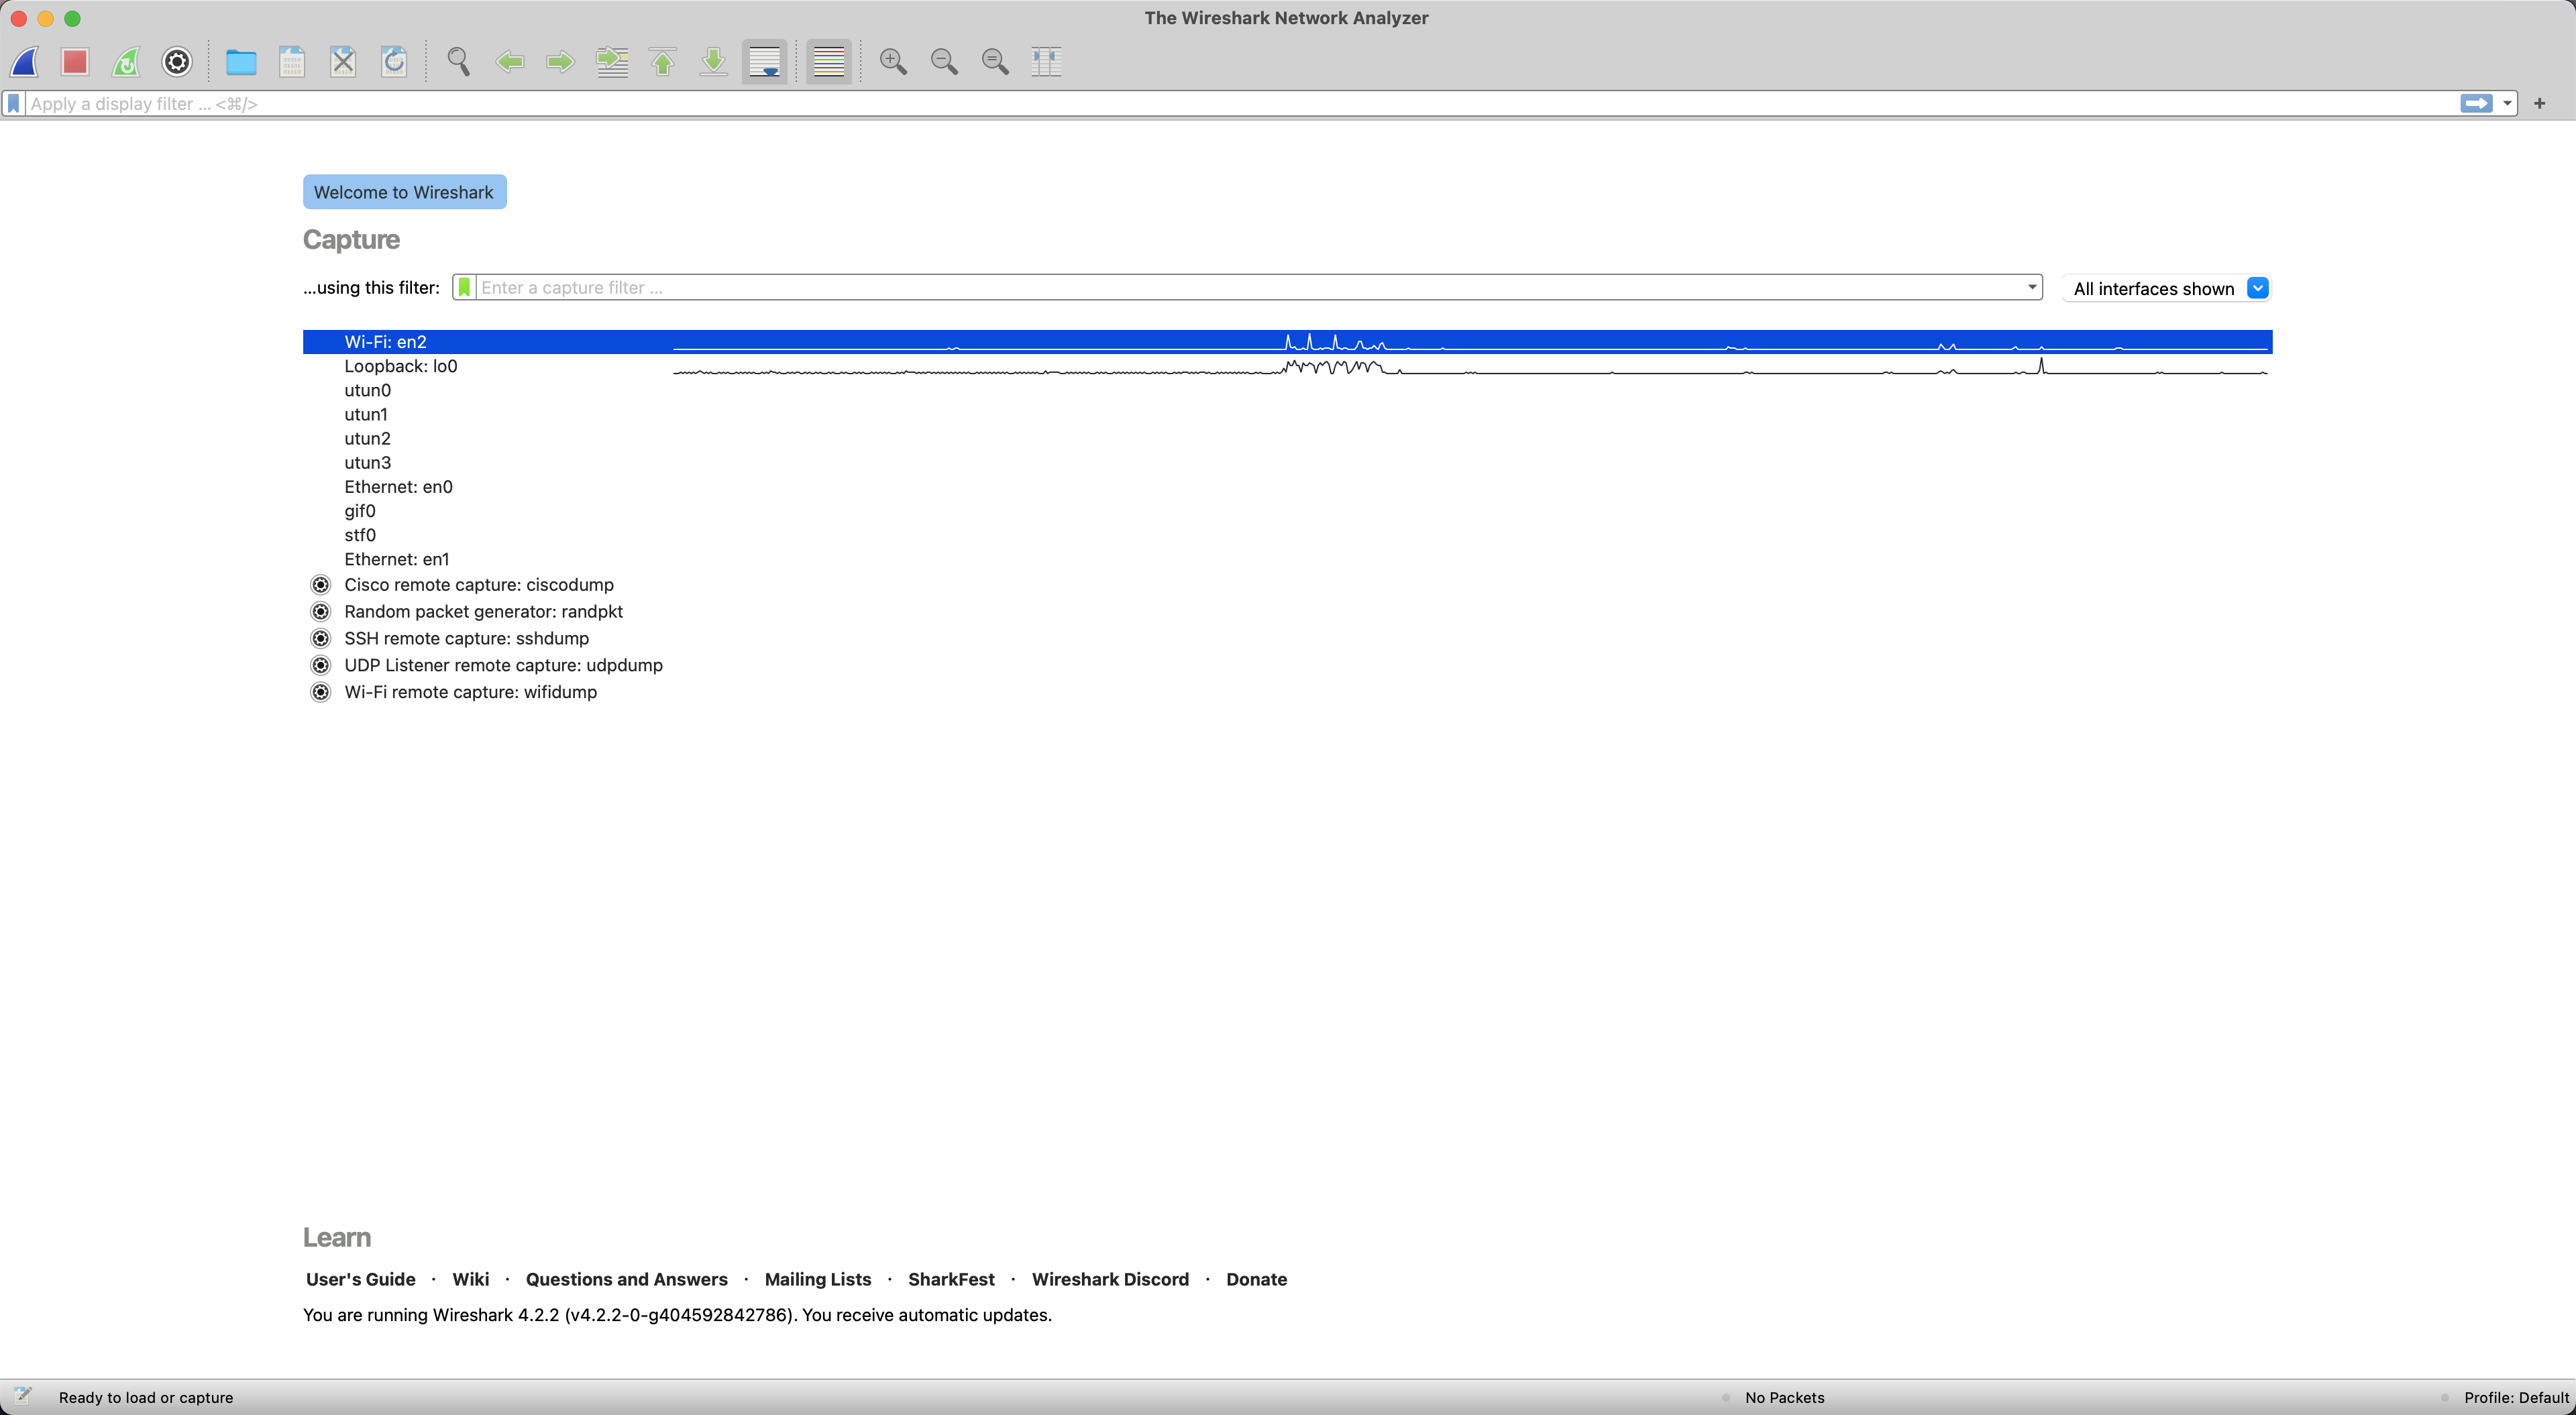 The Wireshark Network Analyzer
Apply a display filter ... <⌘/>
+
Welcome to Wireshark
Capture
...using this filter: Enter a capture filter ... All interfaces shown
Wi-Fi: en2
Loopback: lo0
utun0
utun1
utun2
utun3
Ethernet: en0
gif0
stf0
Ethernet: en1
Cisco remote capture: ciscodump
Random packet generator: randpkt
SSH remote capture: sshdump
UDP Listener remote capture: udpdump
Wi-Fi remote capture: wifidump
Learn
User's Guide · Wiki · Questions and Answers · Mailing Lists · SharkFest · Wireshark Discord · Donate
You are running Wireshark 4.2.2 (v4.2.2-0-g404592842786). You receive automatic updates.
Ready to load or capture No Packets Profile: Default